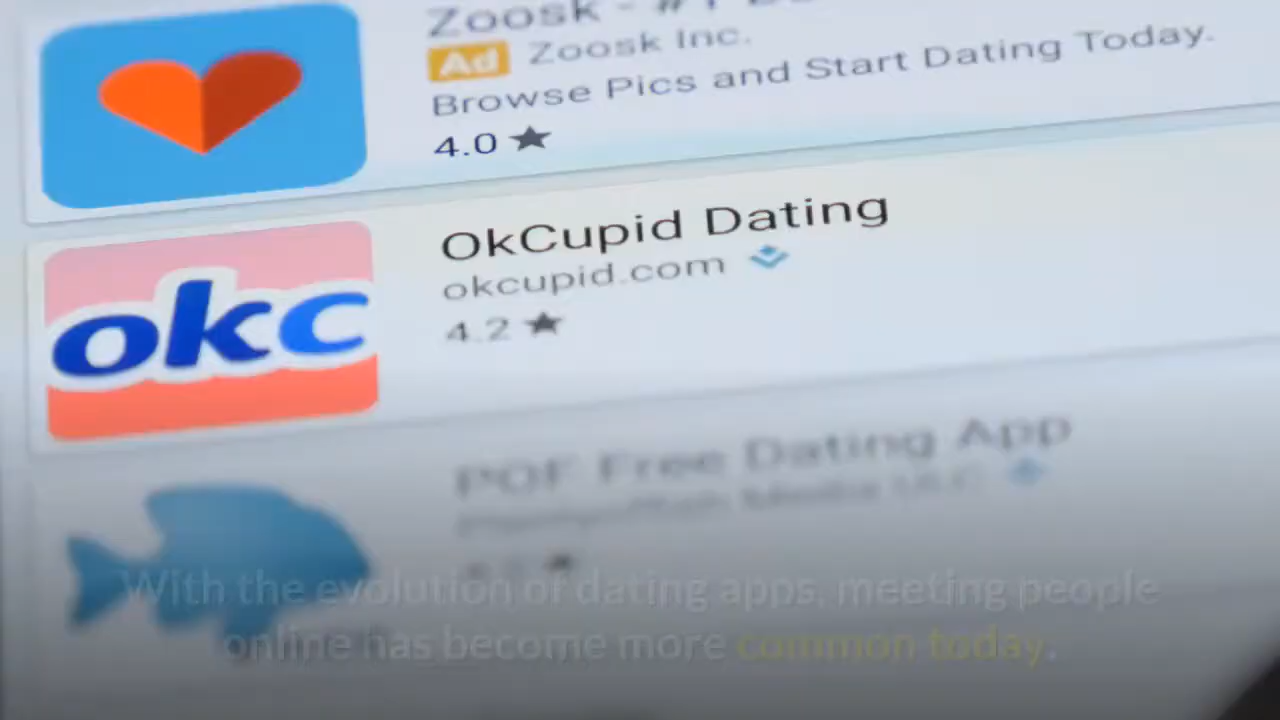 Zoosk - #1
Ad Zoosk Inc.
Browse Pics and Start Dating Today.
4.0 ★
okc
OkCupid Dating
okcupid.com
4.2 ★
POF Free Dating App
With the evolution of dating apps, meeting people
online has become more common today.